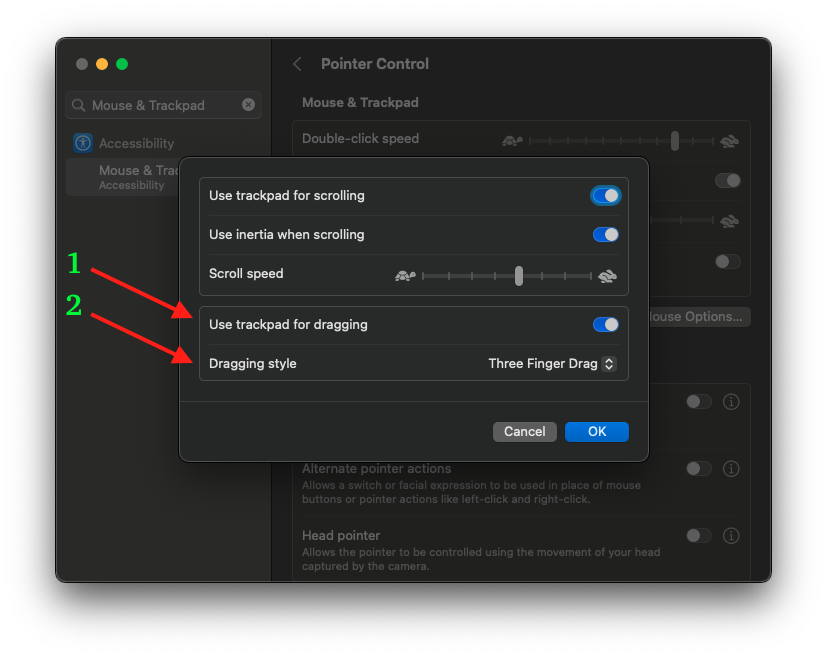 Pointer Control
Mouse & Trackpad
Mouse & Trackpad
Double-click speed
Accessibility
Mouse & Trac
Accessibility
Use trackpad for scrolling
Use inertia when scrolling
Scroll speed
1
2
Use trackpad for dragging
Mouse Options...
Dragging style
Three Finger Drag
Cancel
OK
Alternate pointer actions
Allows a switch or facial expression to be used in place of mouse
buttons or pointer actions like left-click and right-click.
Head pointer
Allows the pointer to be controlled using the movement of your head
captured by the camera.